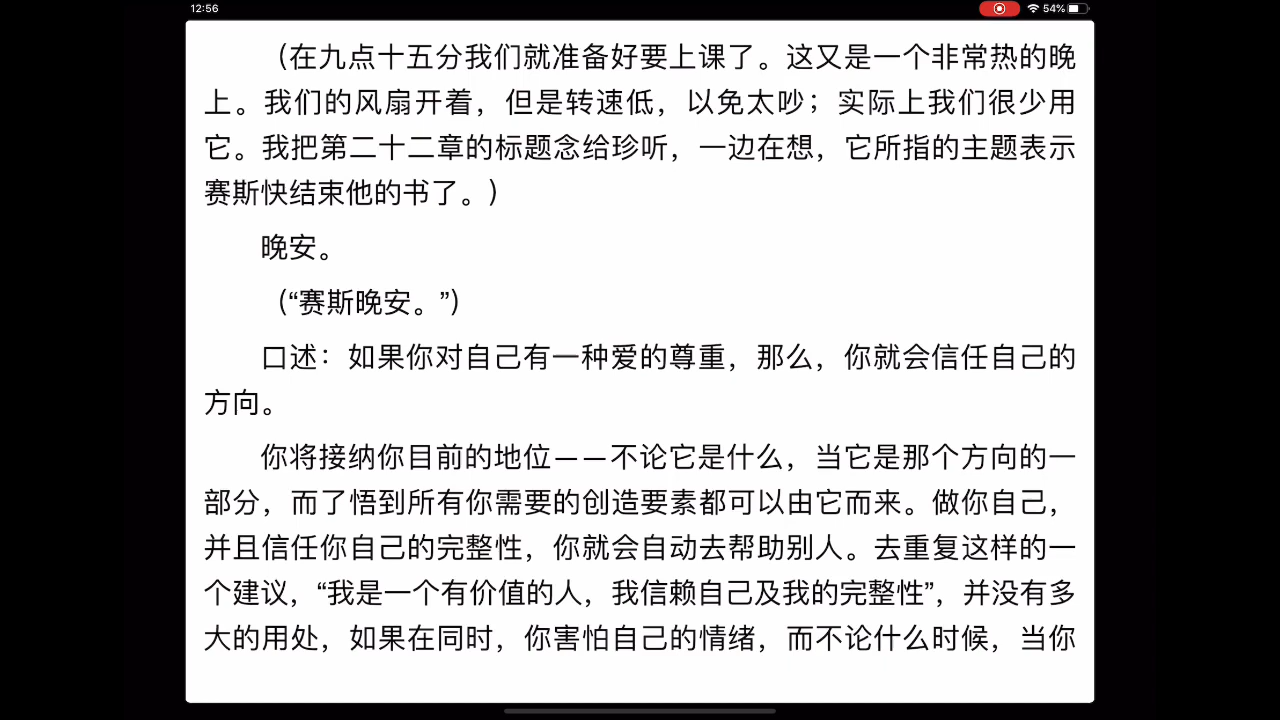 12:56
54%
（在九点十五分我们就准备好要上课了。这又是一个非常热的晚
上。我们的风扇开着，但是转速低，以免太吵；实际上我们很少用
它。我把第二十二章的标题念给珍听，一边在想，它所指的主题表示
赛斯快结束他的书了。）
晚安。
（“赛斯晚安。”）
口述：如果你对自己有一种爱的尊重，那么，你就会信任自己的
方向。
你将接纳你目前的地位——不论它是什么，当它是那个方向的一
部分，而了悟到所有你需要的创造要素都可以由它而来。做你自己，
并且信任你自己的完整性，你就会自动去帮助别人。去重复这样的一
个建议，“我是一个有价值的人，我信赖自己及我的完整性”，并没有多
大的用处，如果在同时，你害怕自己的情绪，而不论什么时候，当你